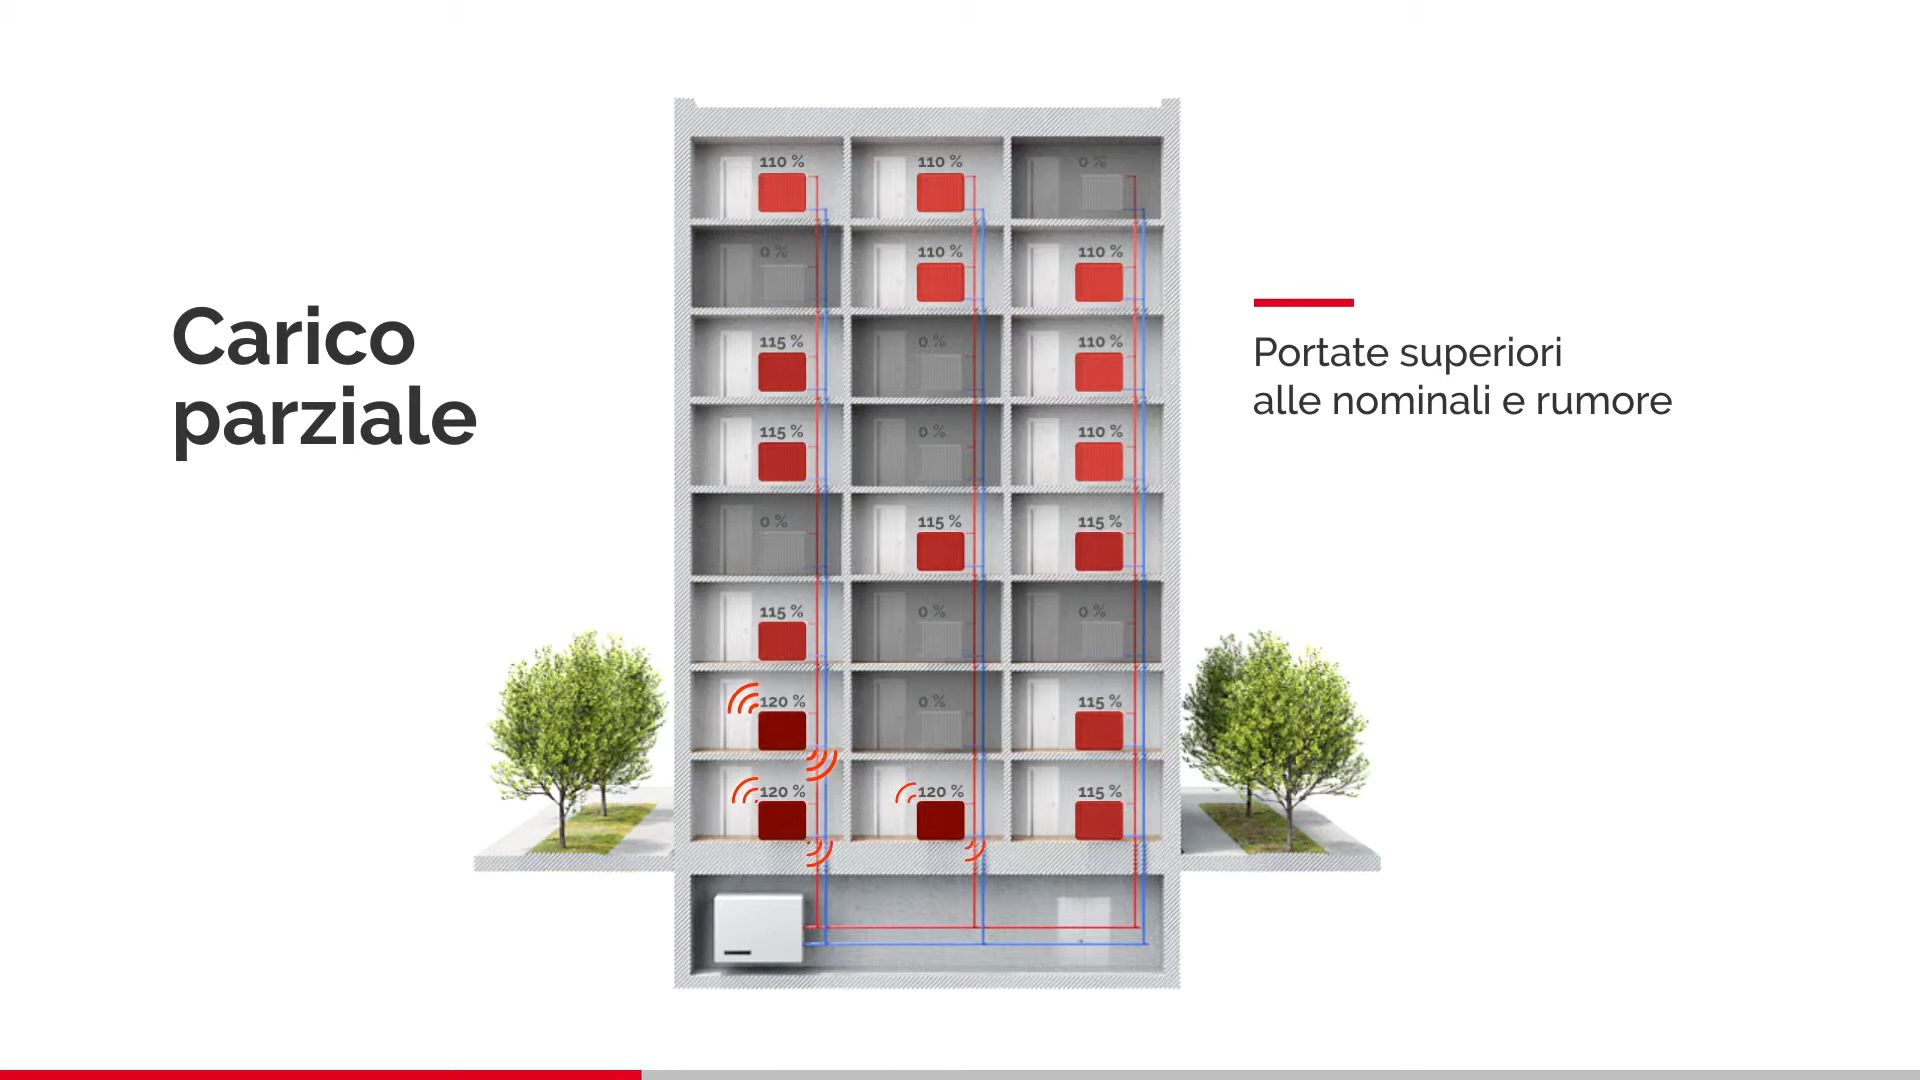 Carico
parziale
110 % 110 % 0 %
0 % 110 % 110 %
115 % 0 % 110 %
115 % 0 % 110 %
0 % 115 % 115 %
115 % 0 % 0 %
120 % 0 % 115 %
120 % 120 % 115 %
Portate superiori
alle nominali e rumore